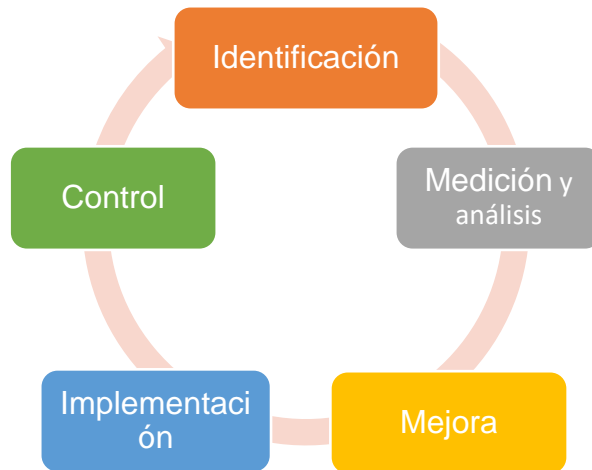 Identificación
Medición y
análisis
Mejora
Implementaci
ón
Control